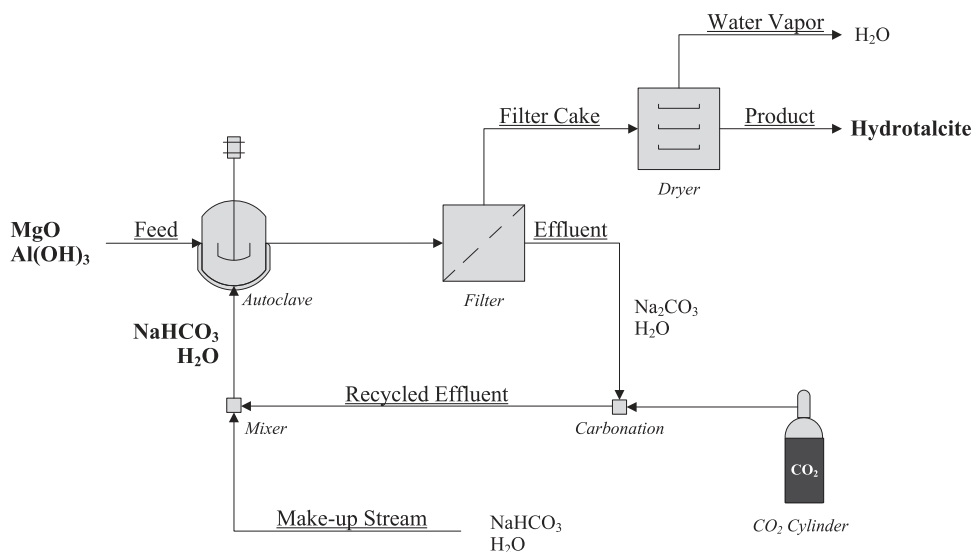 Water Vapor
H₂O
Filter Cake
Product
Hydrotalcite
Dryer
MgO
Al(OH)₃
Feed
Effluent
Autoclave
Filter
NaHCO₃
H₂O
Na₂CO₃
H₂O
Recycled Effluent
Mixer
Carbonation
CO₂
Make-up Stream
NaHCO₃
H₂O
CO₂ Cylinder